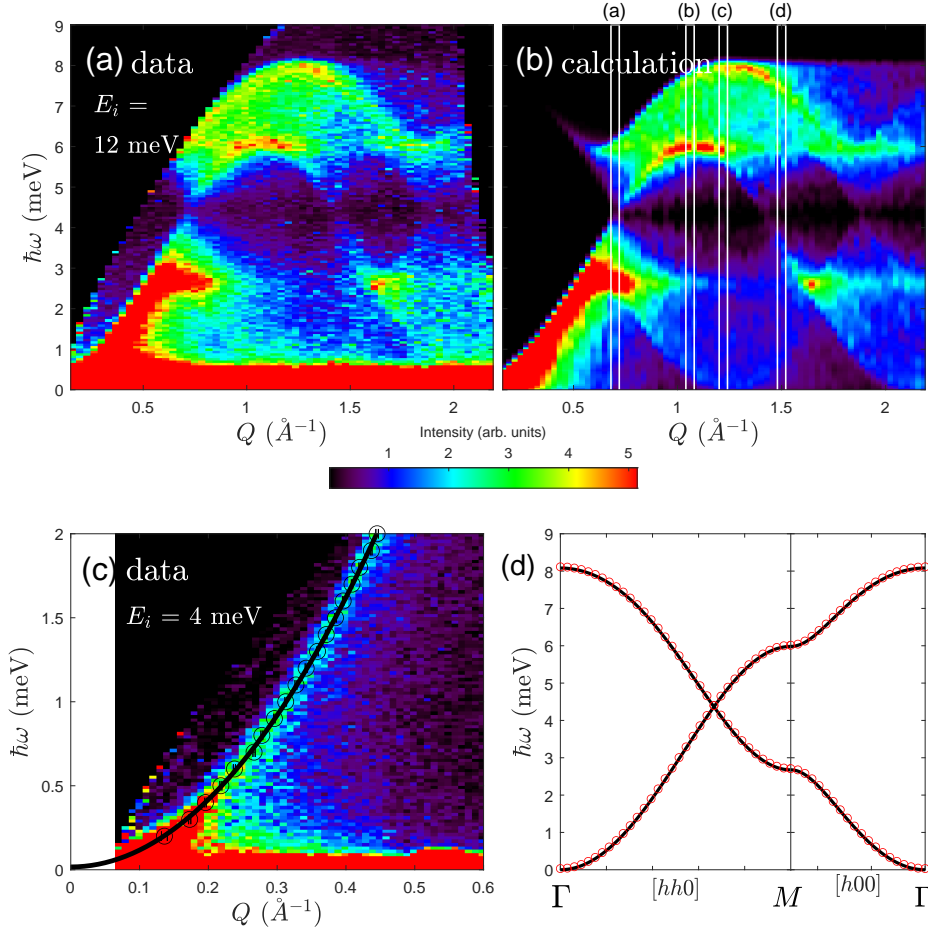 (a) (b) (c) (d)
(a) data
E_i =
12 meV
9
8
7
6
5
4
3
2
1
0
ħω (meV)
0.5 1 1.5 2
Q (Å⁻¹)
(b) calculation
0.5 1 1.5 2
Q (Å⁻¹)
Intensity (arb. units)
1 2 3 4 5
(c) data
E_i = 4 meV
2
1.5
1
0.5
0
ħω (meV)
0 0.1 0.2 0.3 0.4 0.5 0.6
Q (Å⁻¹)
(d)
9
8
7
6
5
4
3
2
1
0
ħω (meV)
Γ [hh0] M [h00] Γ